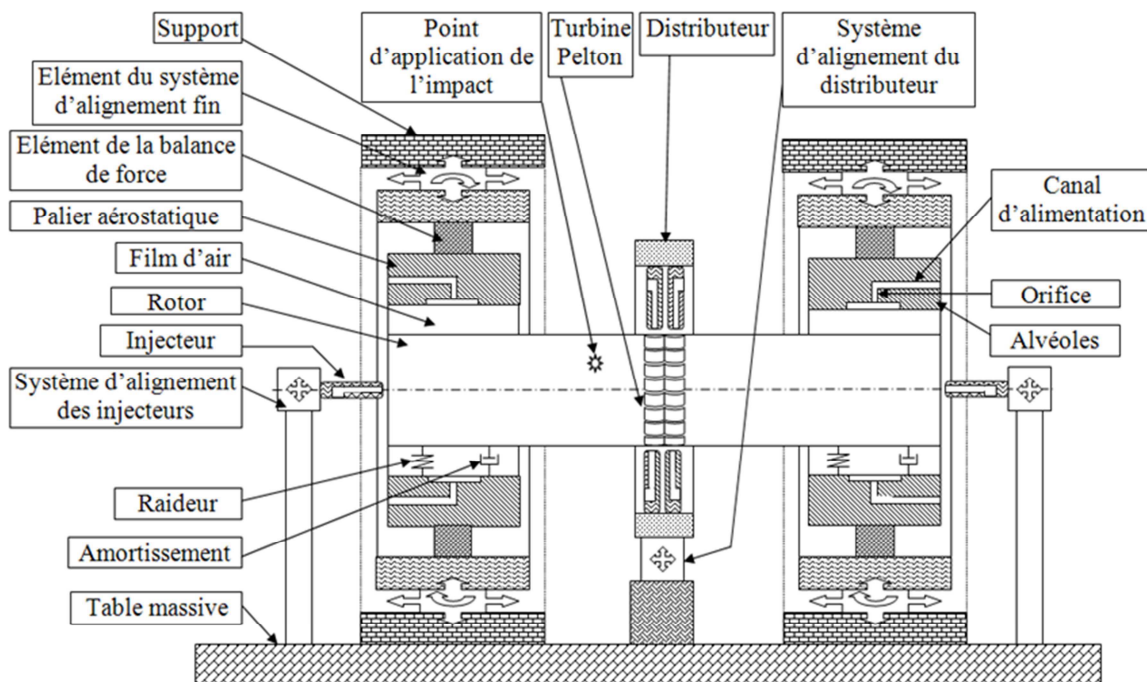 Support
Elément du système
d'alignement fin
Elément de la balance
de force
Palier aérostatique
Film d'air
Rotor
Injecteur
Système d'alignement
des injecteurs
Raideur
Amortissement
Table massive
Point
d'application de
l'impact
Turbine
Pelton
Distributeur
Système
d'alignement du
distributeur
Canal
d'alimentation
Orifice
Alvéoles